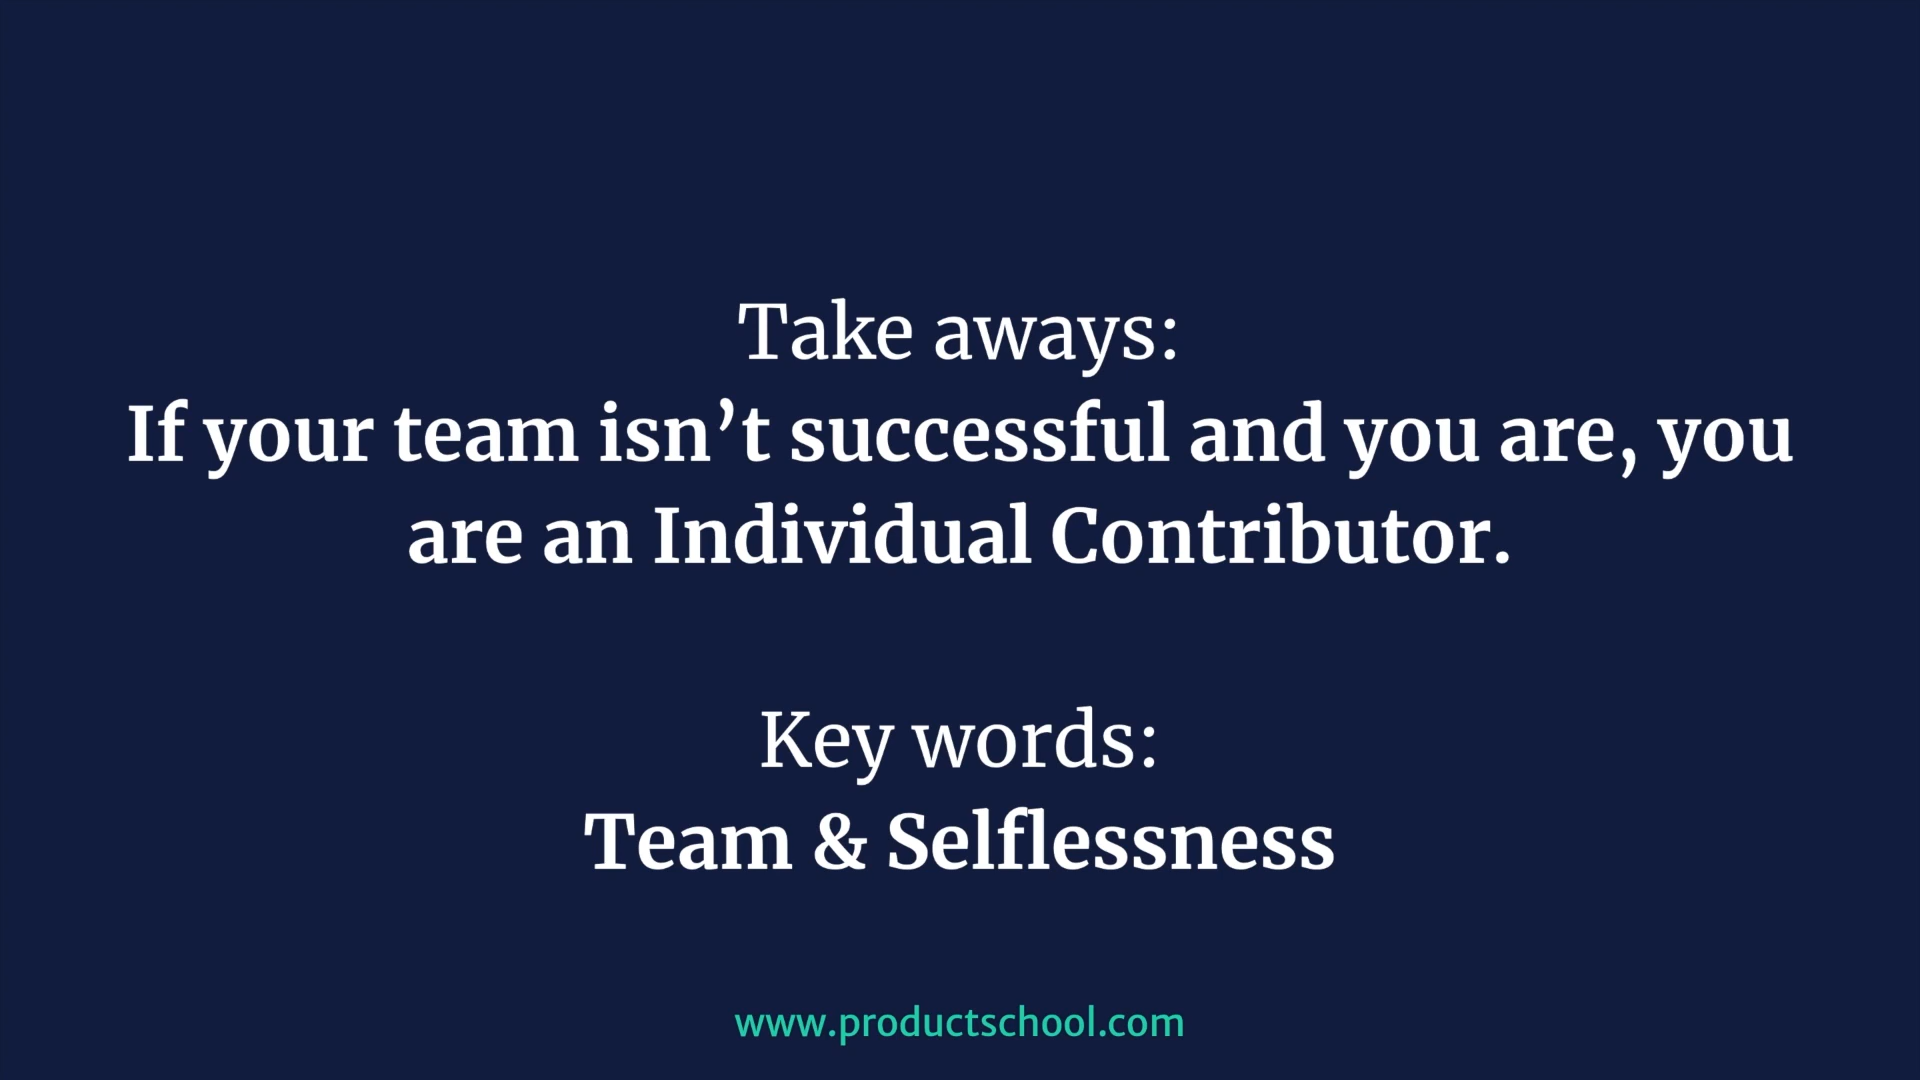 Take aways:
If your team isn’t successful and you are, you
are an Individual Contributor.
Key words:
Team & Selflessness
www.productschool.com